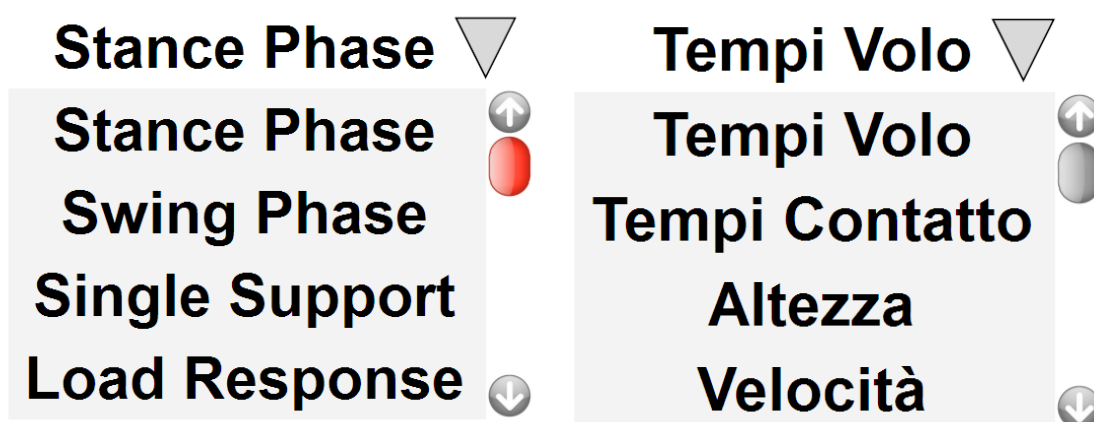 Stance Phase
Stance Phase
Swing Phase
Single Support
Load Response
Tempi Volo
Tempi Volo
Tempi Contatto
Altezza
Velocità